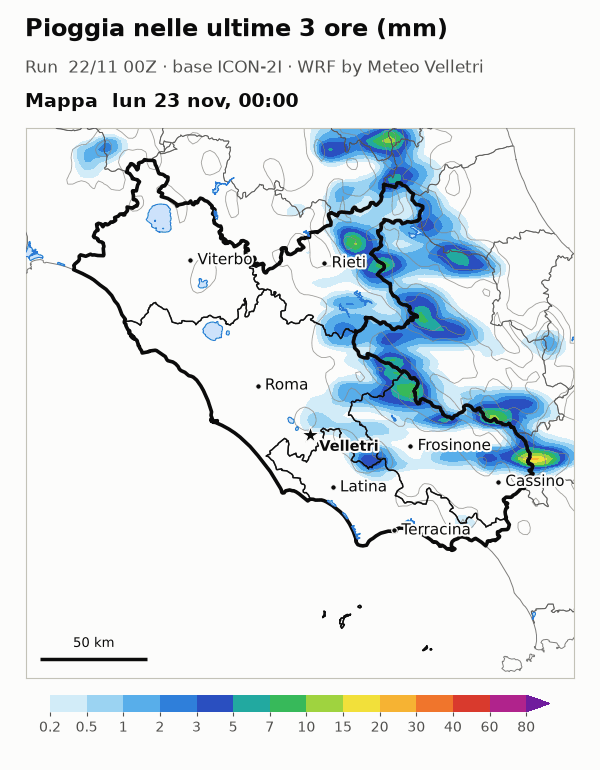 Pioggia nelle ultime 3 ore (mm)
Run  22/11 00Z · base ICON-2I · WRF by Meteo Velletri
Mappa  lun 23 nov, 00:00
Viterbo
Rieti
Roma
Velletri
Frosinone
Cassino
Latina
Terracina
50 km
0.2 0.5 1 2 3 5 7 10 15 20 30 40 60 80